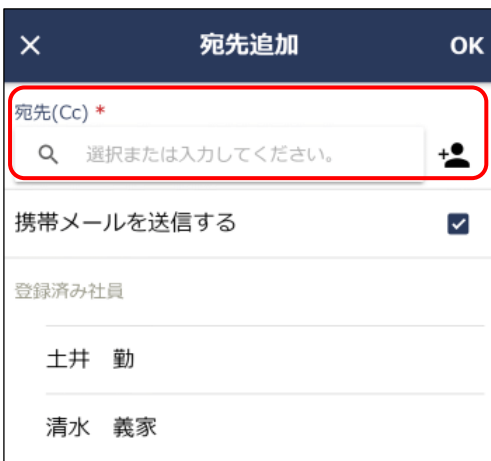 × 宛先追加 OK
宛先(Cc) *
選択または入力してください。
携帯メールを送信する
登録済み社員
土井　勤
清水　義家